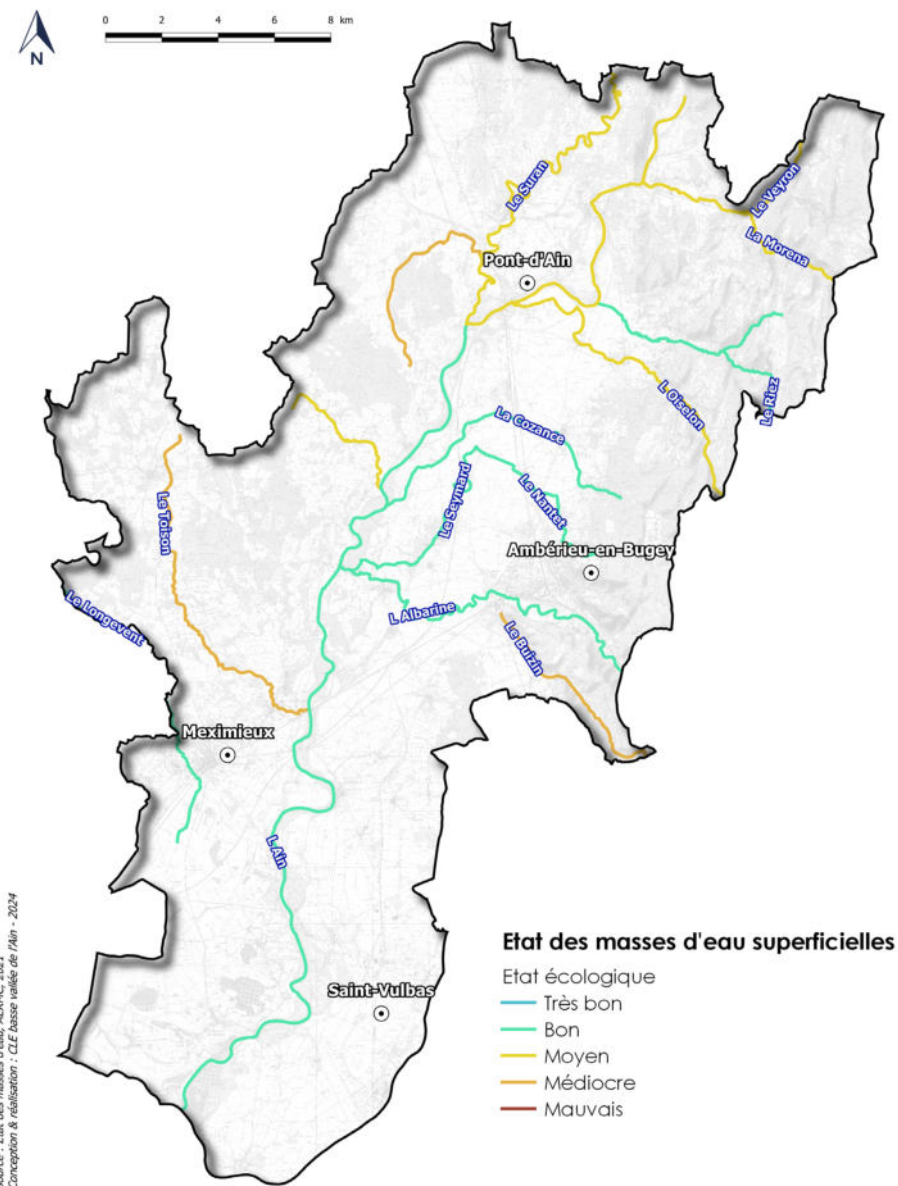 0 2 4 6 8 km
N
Le Suran
Le Veyron
La Morena
Pont-d'Ain
L Oiselon
Le Riez
La Cozance
Le Seymard
Le Nantet
Le Toison
Ambérieu-en-Bugey
Le Longevent
L Albarine
Le Buizin
Meximieux
L Ain
Saint-Vulbas
Etat des masses d'eau superficielles
Etat écologique
Très bon
Bon
Moyen
Médiocre
Mauvais
Conception & réalisation : CLE basse vallée de l'Ain - 2024